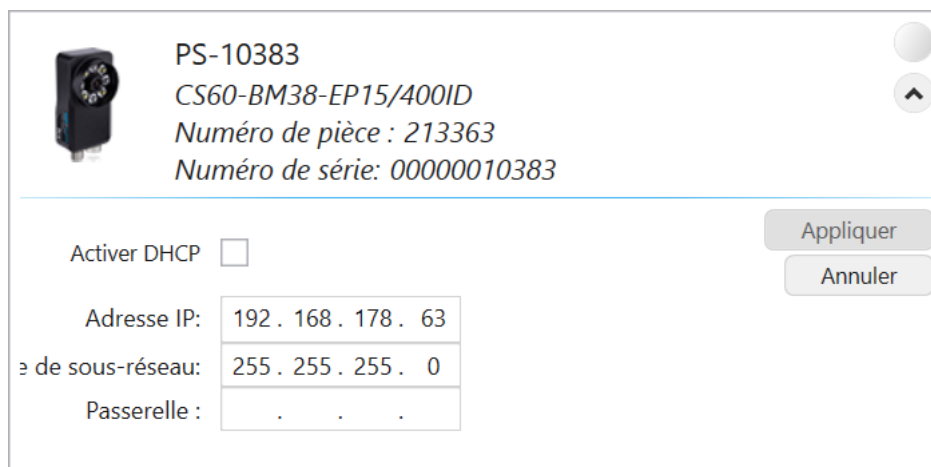 PS-10383
CS60-BM38-EP15/400ID
Numéro de pièce : 213363
Numéro de série: 00000010383
Appliquer
Activer DHCP
Annuler
Adresse IP: 192 . 168 . 178 . 63
e de sous-réseau: 255 . 255 . 255 . 0
Passerelle : . . .